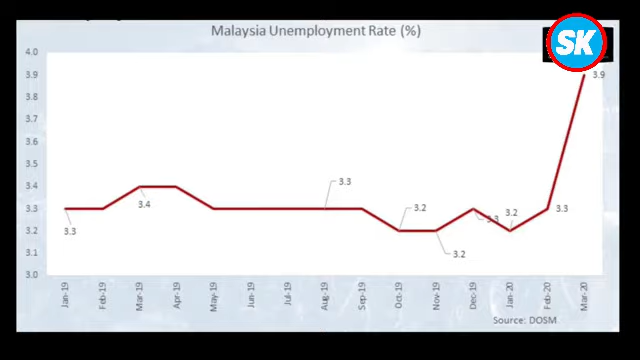 Malaysia Unemployment Rate (%)
SK
4.0
3.9
3.8
3.7
3.6
3.5
3.4
3.3
3.2
3.1
3.0
3.3
3.4
3.3
3.2
3.2
3.3
3.2
3.3
3.9
Jan-19
Feb-19
Mar-19
Apr-19
May-19
Jun-19
Jul-19
Aug-19
Sep-19
Oct-19
Nov-19
Dec-19
Jan-20
Feb-20
Mar-20
Source: DOSM